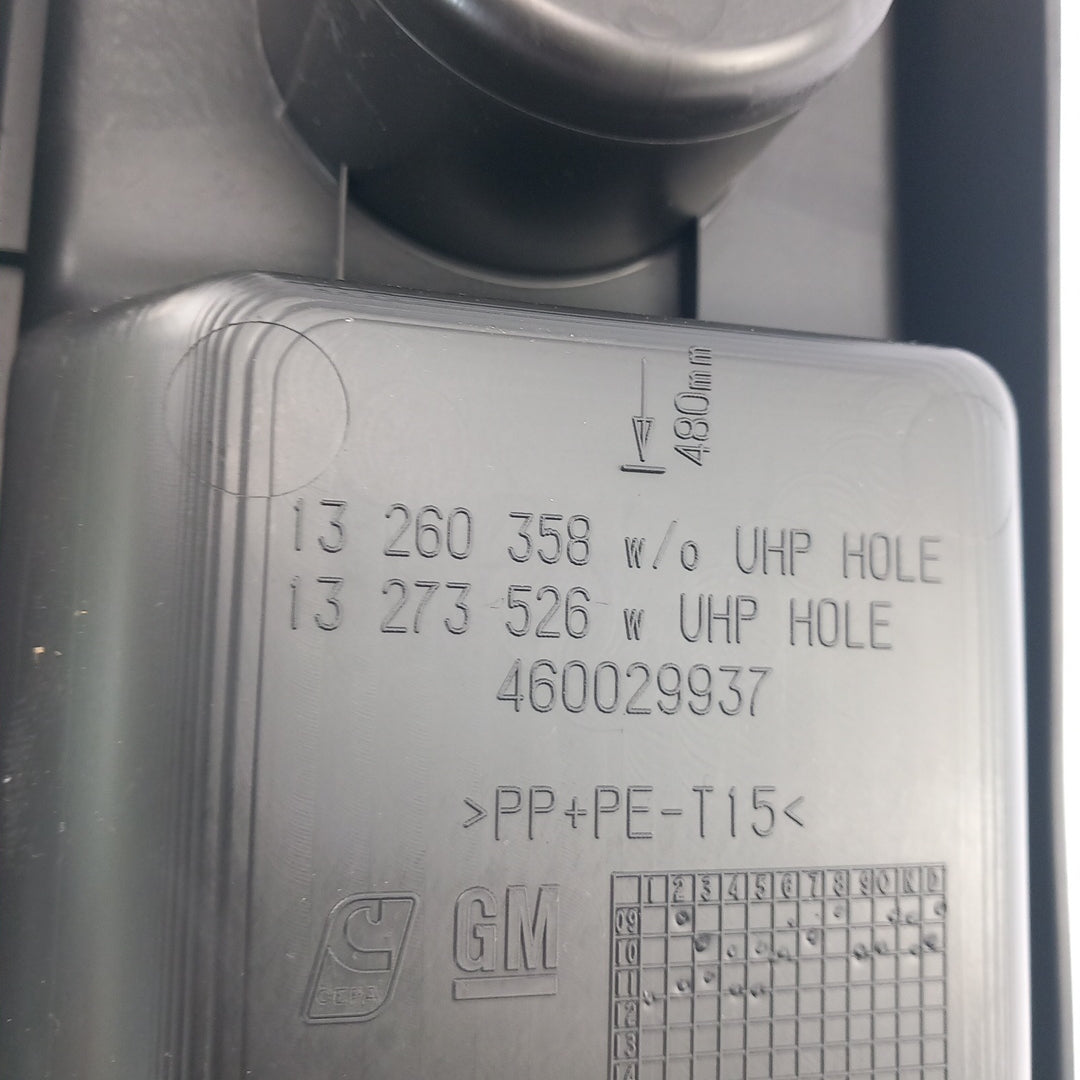 480mm
13 260 358 w/o UHP HOLE
13 273 526 w UHP HOLE
460029937
>PP+PE-T15<
GM
1 2 3 4 5 6 7 8 9 O N D
09
10
11
12
13
14